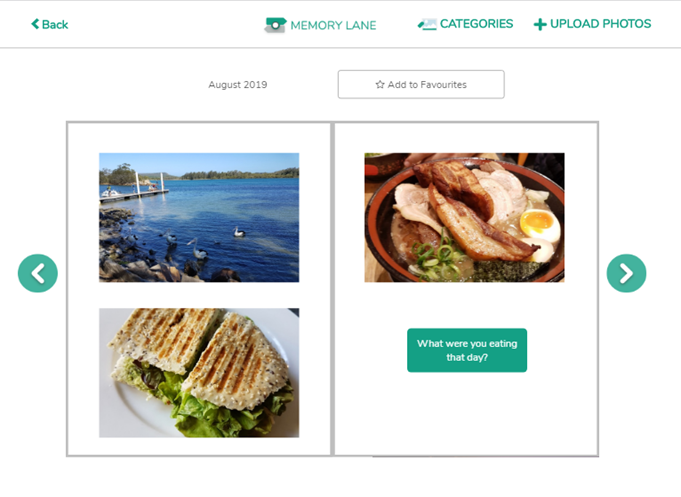 Back
MEMORY LANE
CATEGORIES
UPLOAD PHOTOS
August 2019
Add to Favourites
What were you eating
that day?